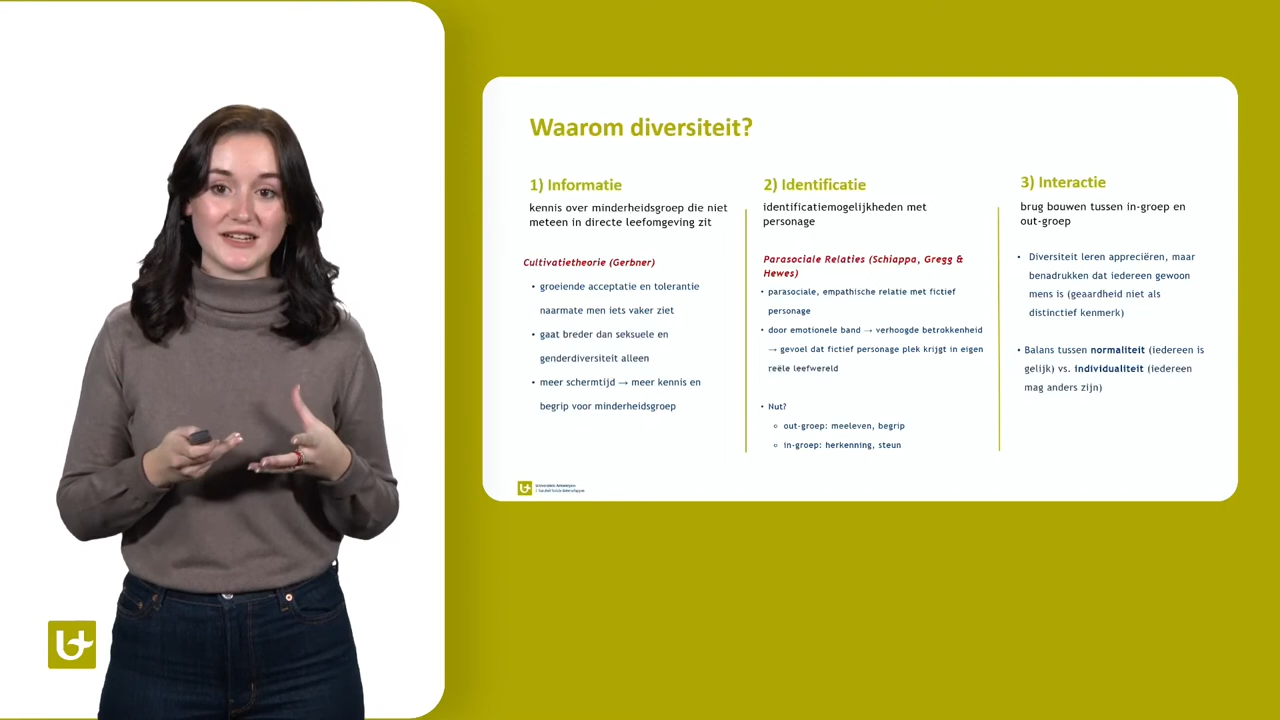 Waarom diversiteit?
1) Informatie
kennis over minderheidsgroep die niet
meteen in directe leefomgeving zit
Cultivatietheorie (Gerbner)
• groeiende acceptatie en tolerantie
naarmate men iets vaker ziet
• gaat breder dan seksuele en
genderdiversiteit alleen
• meer schermtijd → meer kennis en
begrip voor minderheidsgroep
2) Identificatie
identificatiemogelijkheden met
personage
Parasociale Relaties (Schiappa, Gregg &
Hewes)
• parasociale, empathische relatie met fictief
personage
• door emotionele band → verhoogde betrokkenheid
→ gevoel dat fictief personage plek krijgt in eigen
reële leefwereld
• Nut?
○ out-groep: meeleven, begrip
○ in-groep: herkenning, steun
3) Interactie
brug bouwen tussen in-groep en
out-groep
• Diversiteit leren appreciëren, maar
benadrukken dat iedereen gewoon
mens is (geaardheid niet als
distinctief kenmerk)
• Balans tussen normaliteit (iedereen is
gelijk) vs. individualiteit (iedereen
mag anders zijn)
Universiteit Antwerpen